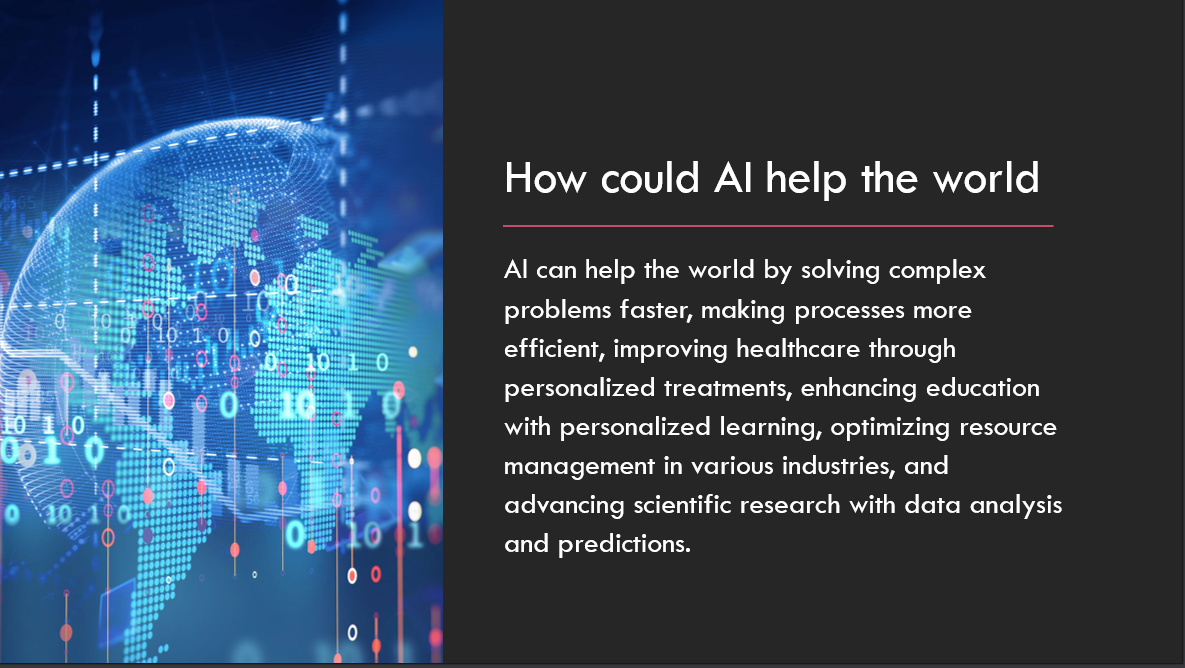 How could AI help the world
AI can help the world by solving complex
problems faster, making processes more
efficient, improving healthcare through
personalized treatments, enhancing education
with personalized learning, optimizing resource
management in various industries, and
advancing scientific research with data analysis
and predictions.